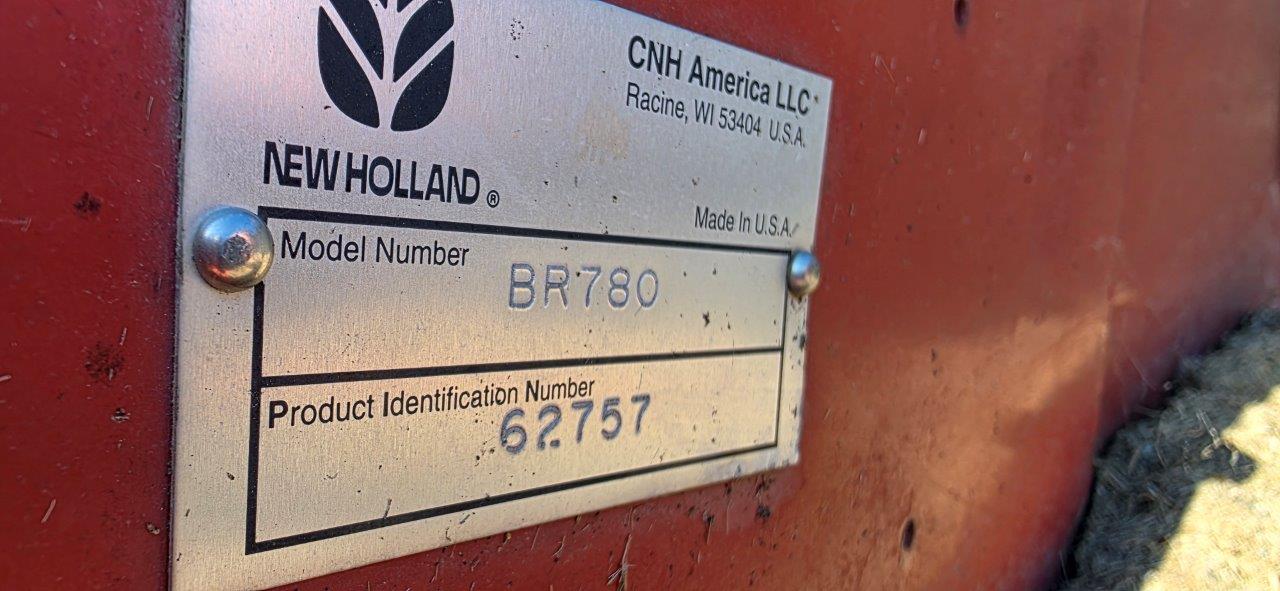 CNH America LLC
Racine, WI 53404 U.S.A.
NEW HOLLAND ®
Made In U.S.A.
Model Number
BR780
Product Identification Number
62757